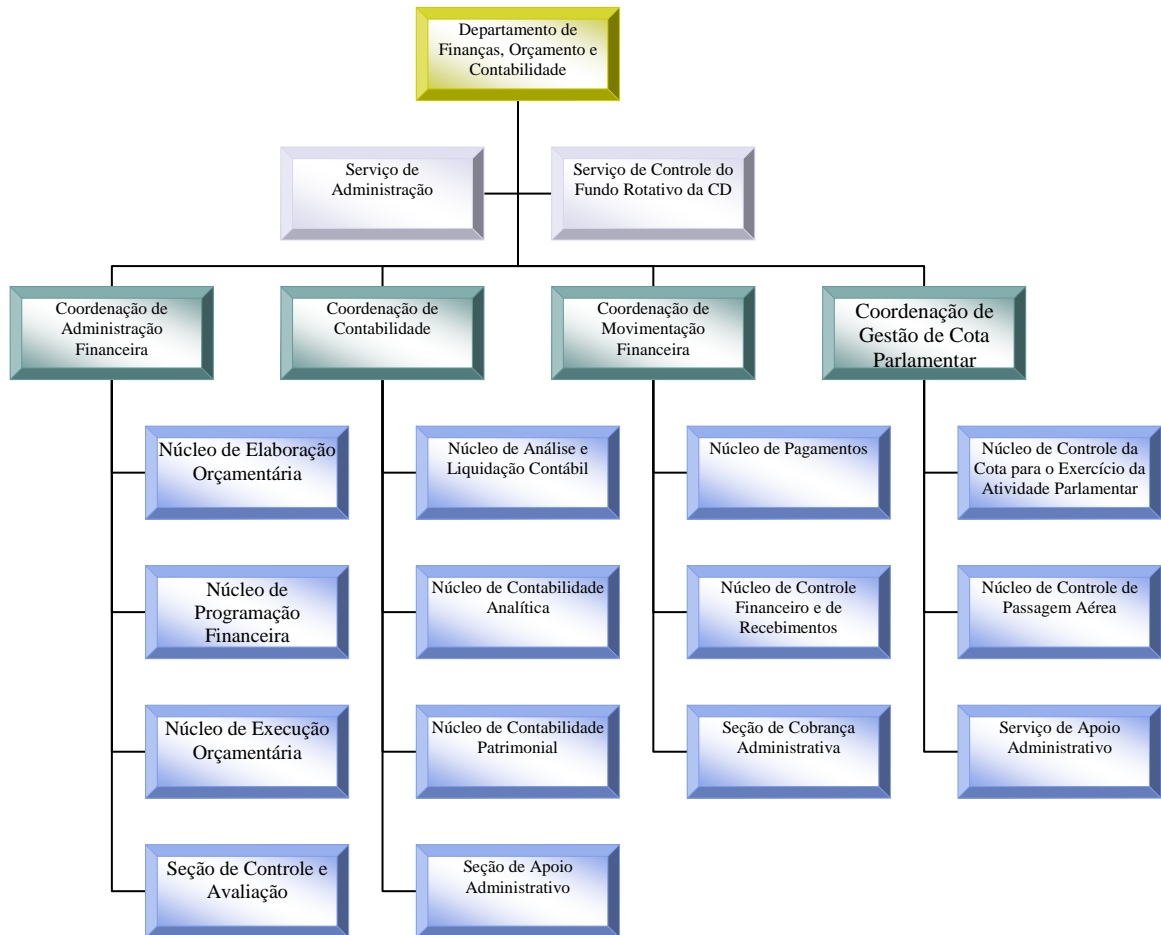 Departamento de
Finanças, Orçamento e
Contabilidade
Serviço de
Administração
Serviço de Controle do
Fundo Rotativo da CD
Coordenação de
Administração
Financeira
Coordenação de
Contabilidade
Coordenação de
Movimentação
Financeira
Coordenação de
Gestão de Cota
Parlamentar
Núcleo de Elaboração
Orçamentária
Núcleo de Análise e
Liquidação Contábil
Núcleo de Pagamentos
Núcleo de Controle da
Cota para o Exercício da
Atividade Parlamentar
Núcleo de
Programação
Financeira
Núcleo de Contabilidade
Analítica
Núcleo de Controle
Financeiro e de
Recebimentos
Núcleo de Controle de
Passagem Aérea
Núcleo de Execução
Orçamentária
Núcleo de Contabilidade
Patrimonial
Seção de Cobrança
Administrativa
Serviço de Apoio
Administrativo
Seção de Controle e
Avaliação
Seção de Apoio
Administrativo